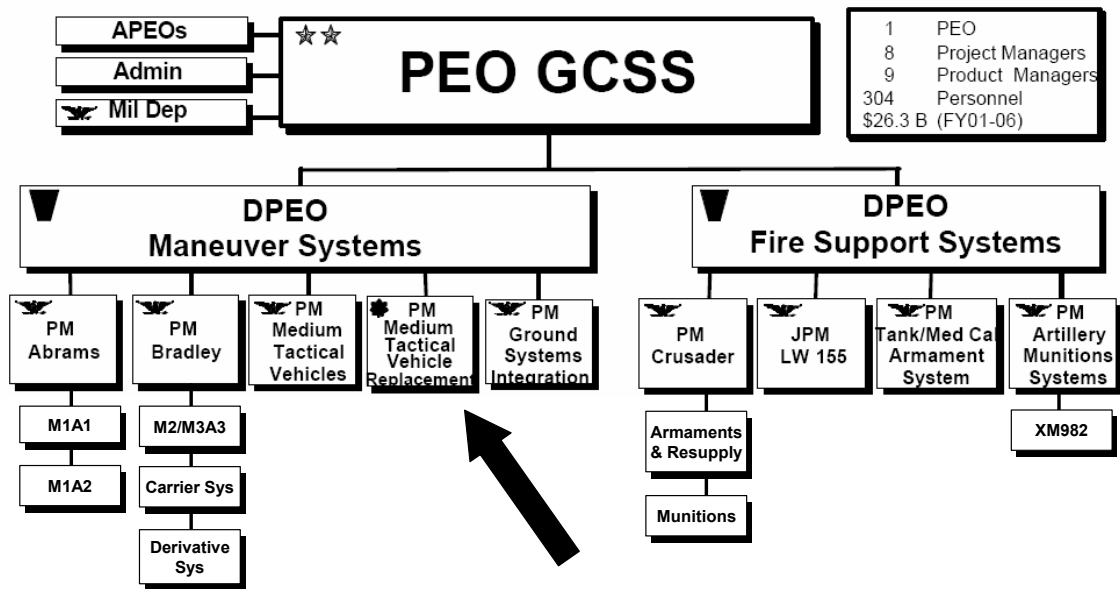 APEOs
Admin
Mil Dep
PEO GCSS
1 PEO
8 Project Managers
9 Product Managers
304 Personnel
$26.3 B (FY01-06)
DPEO
Maneuver Systems
DPEO
Fire Support Systems
PM
Abrams
PM
Bradley
PM
Medium
Tactical
Vehicles
PM
Medium
Tactical
Vehicle
Replacement
PM
Ground
Systems
Integration
PM
Crusader
JPM
LW 155
PM
Tank/Med Cal
Armament
System
PM
Artillery
Munitions
Systems
M1A1
M1A2
M2/M3A3
Carrier Sys
Derivative
Sys
Armaments
& Resupply
Munitions
XM982